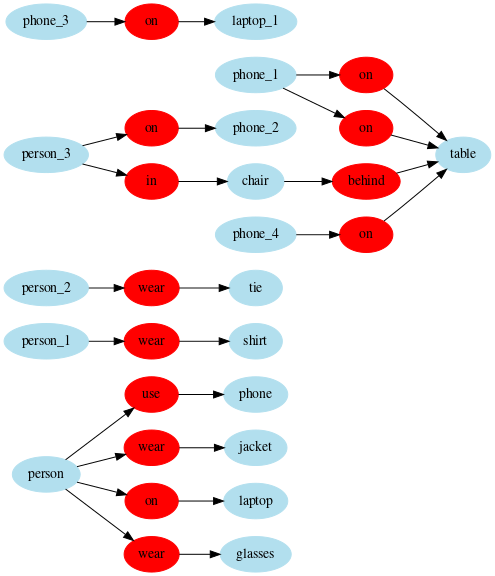 phone_3 on laptop_1
phone_1 on
on
person_3 on phone_2
table
in chair behind
phone_4 on
person_2 wear tie
person_1 wear shirt
use phone
wear jacket
person
on laptop
wear glasses